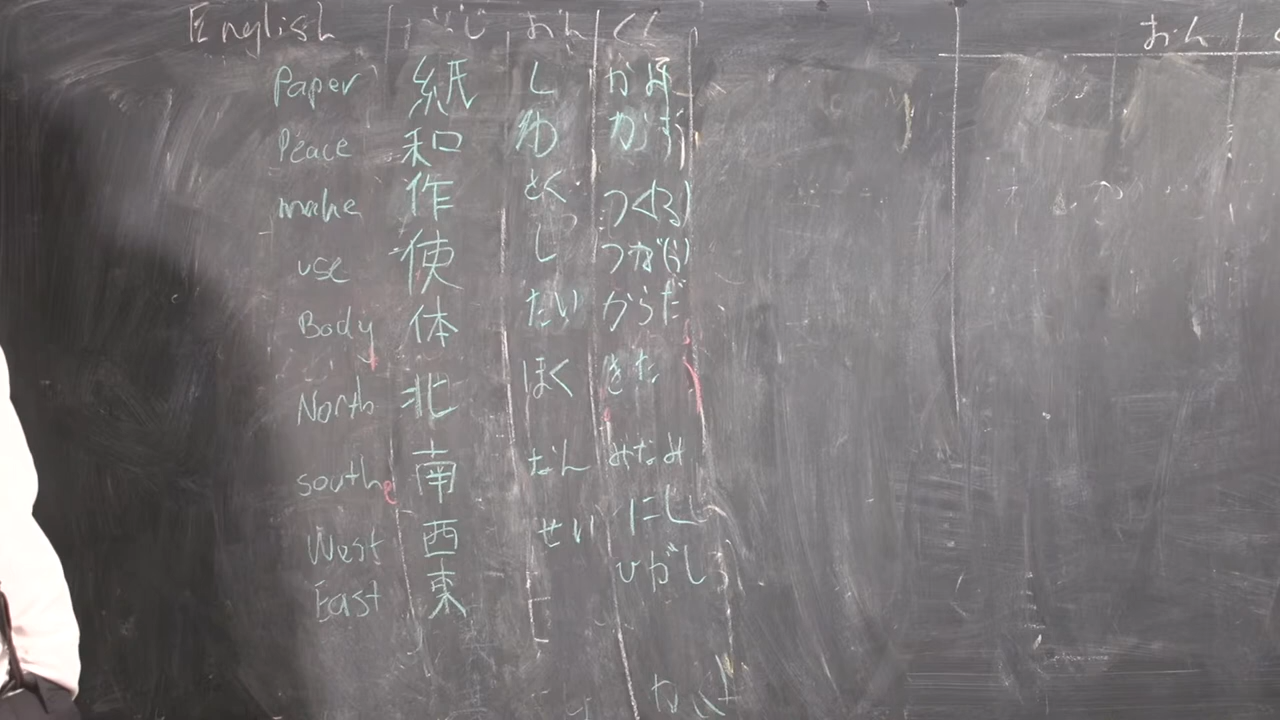 English じ おん くん おん
Paper 紙 し かみ
Peace 和 わ かず
make 作 さく つく(る)
use 使 し つか(う)
Body 体 たい からだ
North 北 ほく きた
south 南 なん みなみ
West 西 せい にし
East 東 ひがし